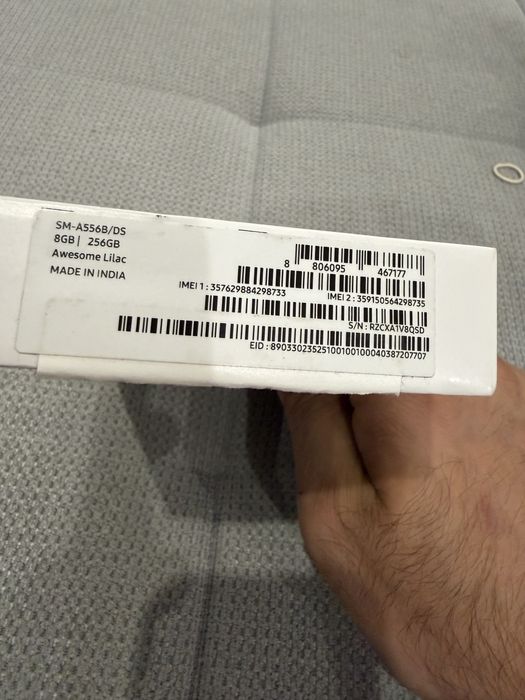 SM-A556B/DS
8GB | 256GB
Awesome Lilac
MADE IN INDIA
8 806095 467177
IMEI 1 : 357629884298733
IMEI 2 : 359150564298735
S/N : RZCXA1V8QSD
EID : 89033023525100100100040387207707